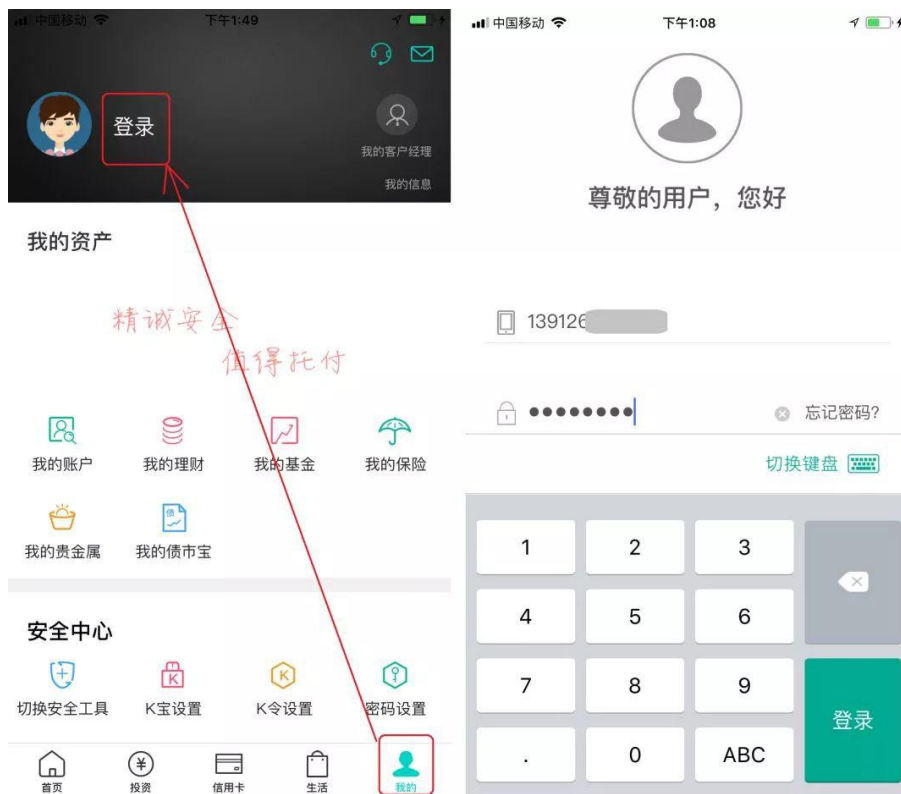 中国移动 下午1:49
登录
我的客户经理
我的信息
我的资产
精诚安全
值得托付
我的账户 我的理财 我的基金 我的保险
我的贵金属 我的债市宝
安全中心
切换安全工具 K宝设置 K令设置 密码设置
首页 投资 信用卡 生活 我的
中国移动 下午1:08
尊敬的用户，您好
139126
●●●●●●●● 忘记密码?
切换键盘
1 2 3
4 5 6
7 8 9
登录
. 0 ABC